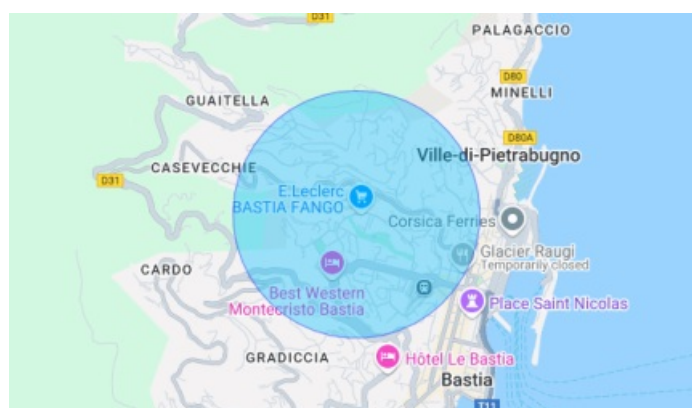 D31
PALAGACCIO
D80
MINELLI
GUAITELLA
D80A
Ville-di-Pietrabugno
CASEVECCHIE
D31
E.Leclerc
BASTIA FANGO
Corsica Ferries
Glacier Raugi
Temporarily closed
CARDO
Best Western
Montecristo Bastia
Place Saint Nicolas
GRADICCIA
Hôtel Le Bastia
Bastia
T11